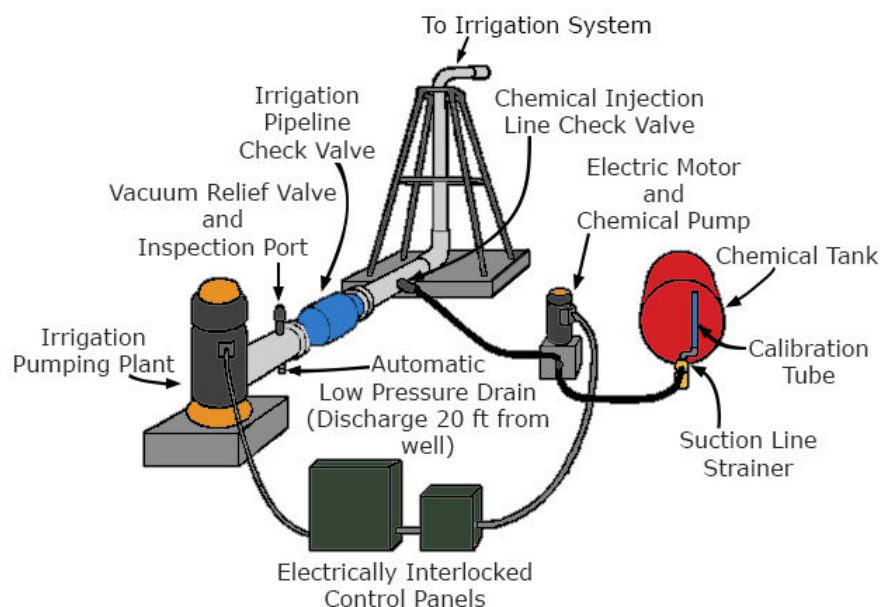 To Irrigation System
Irrigation
Pipeline
Check Valve
Chemical Injection
Line Check Valve
Vacuum Relief Valve
and
Inspection Port
Electric Motor
and
Chemical Pump
Chemical Tank
Irrigation
Pumping Plant
Automatic
Low Pressure Drain
(Discharge 20 ft from
well)
Calibration
Tube
Suction Line
Strainer
Electrically Interlocked
Control Panels